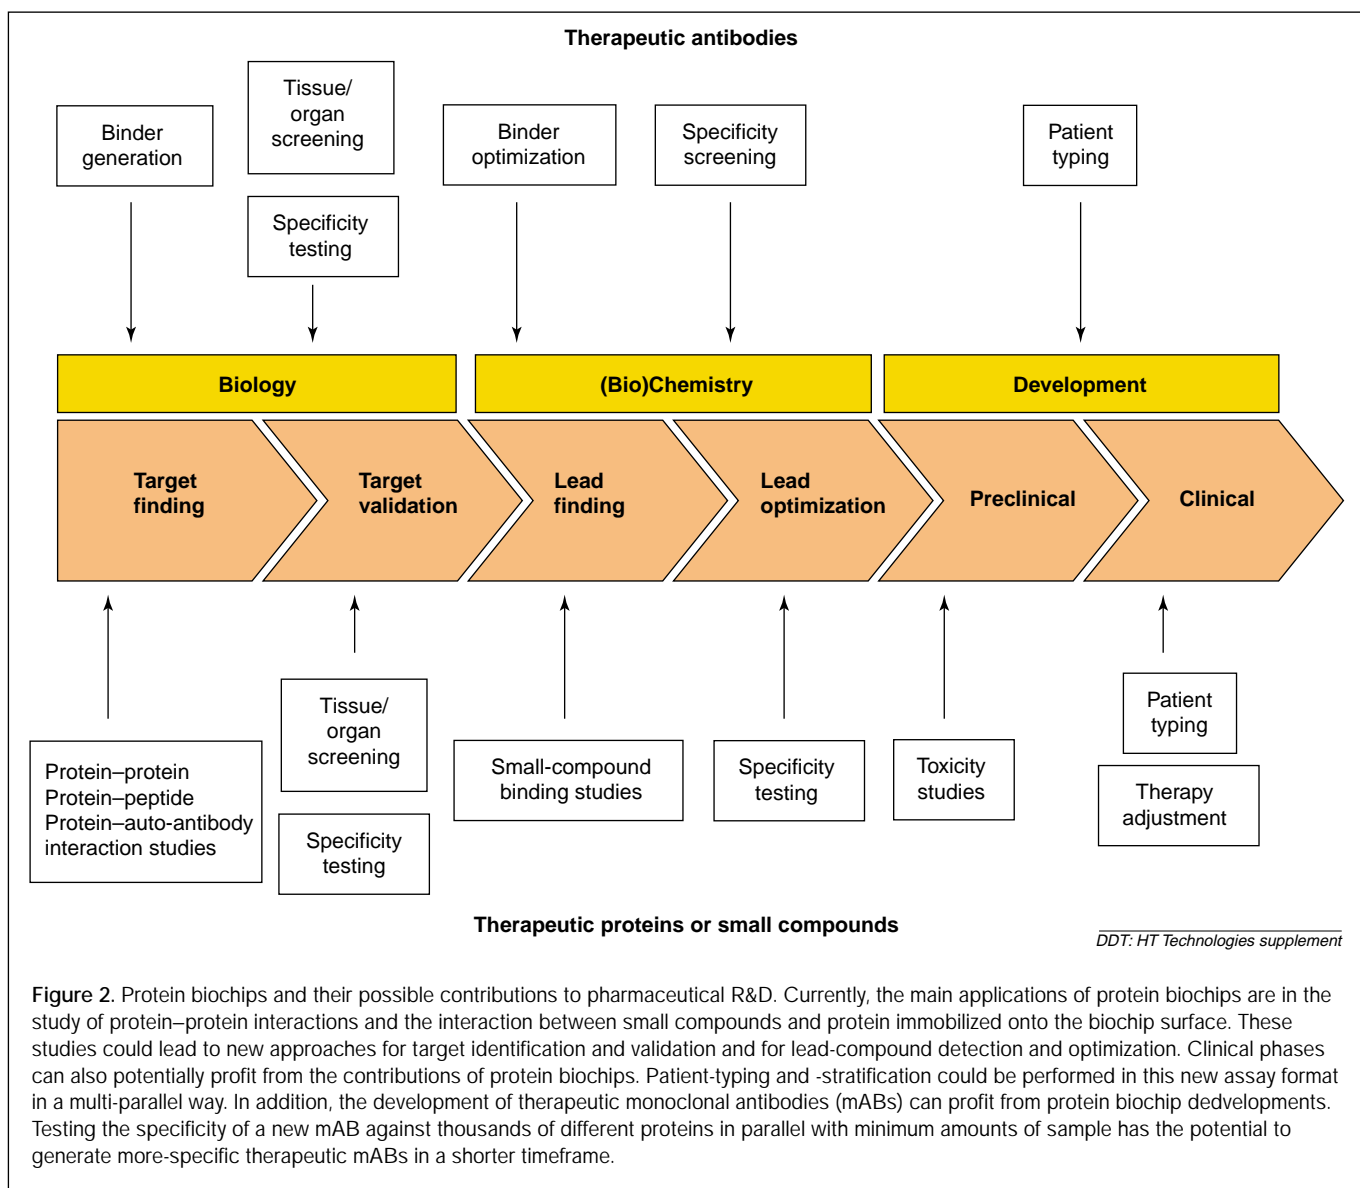 Therapeutic antibodies
Binder
generation
Tissue/
organ
screening
Specificity
testing
Binder
optimization
Specificity
screening
Patient
typing
Biology
(Bio)Chemistry
Development
Target
finding
Target
validation
Lead
finding
Lead
optimization
Preclinical
Clinical
Protein–protein
Protein–peptide
Protein–auto-antibody
interaction studies
Tissue/
organ
screening
Specificity
testing
Small-compound
binding studies
Specificity
testing
Toxicity
studies
Patient
typing
Therapy
adjustment
Therapeutic proteins or small compounds
DDT: HT Technologies supplement
Figure 2. Protein biochips and their possible contributions to pharmaceutical R&D. Currently, the main applications of protein biochips are in the
study of protein–protein interactions and the interaction between small compounds and protein immobilized onto the biochip surface. These
studies could lead to new approaches for target identification and validation and for lead-compound detection and optimization. Clinical phases
can also potentially profit from the contributions of protein biochips. Patient-typing and -stratification could be performed in this new assay format
in a multi-parallel way. In addition, the development of therapeutic monoclonal antibodies (mABs) can profit from protein biochip dedvelopments.
Testing the specificity of a new mAB against thousands of different proteins in parallel with minimum amounts of sample has the potential to
generate more-specific therapeutic mABs in a shorter timeframe.